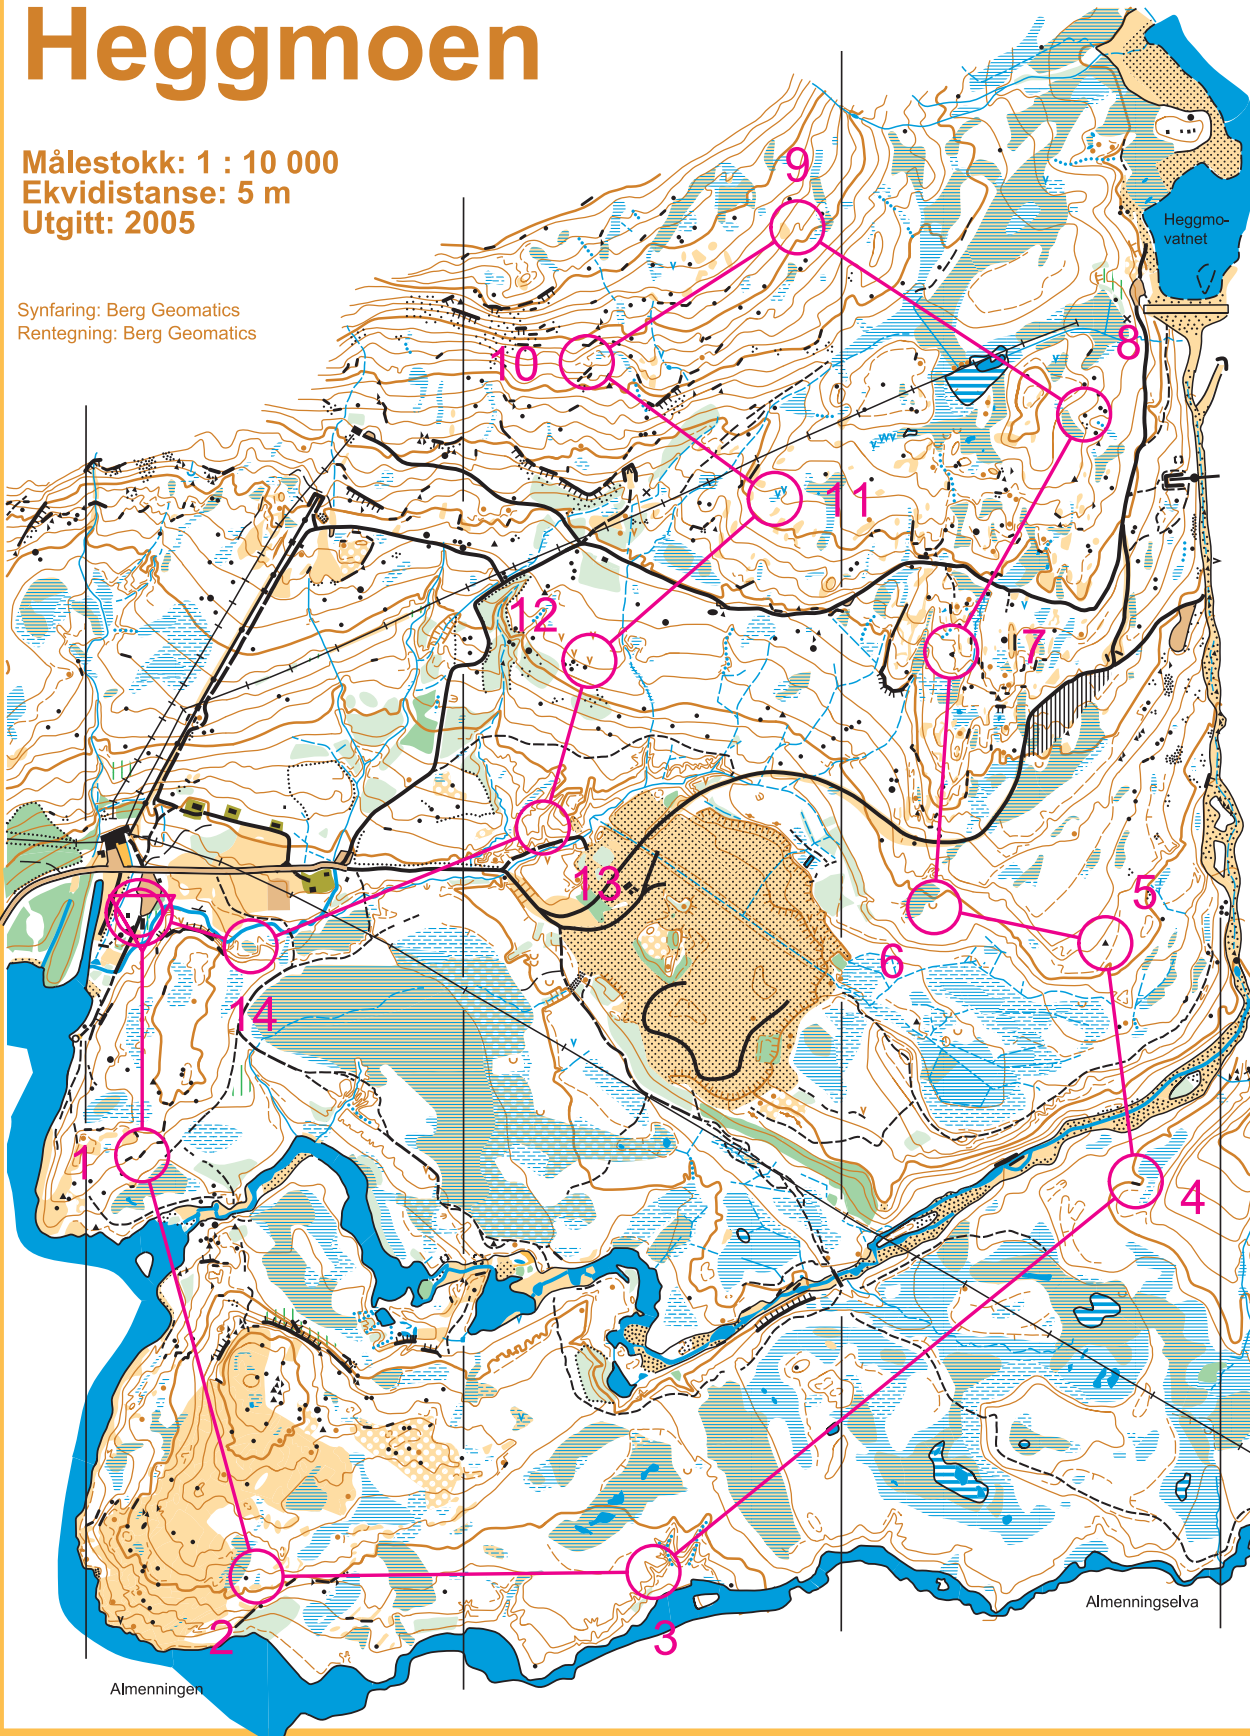 Heggmoen
Målestokk: 1 : 10 000
Ekvidistanse: 5 m
Utgitt: 2005
Synfaring: Berg Geomatics
Rentegning: Berg Geomatics
9
Heggmo-
vatnet
8
10
11
12
7
13
5
6
14
1
4
2
3
Almenningselva
Almenningen